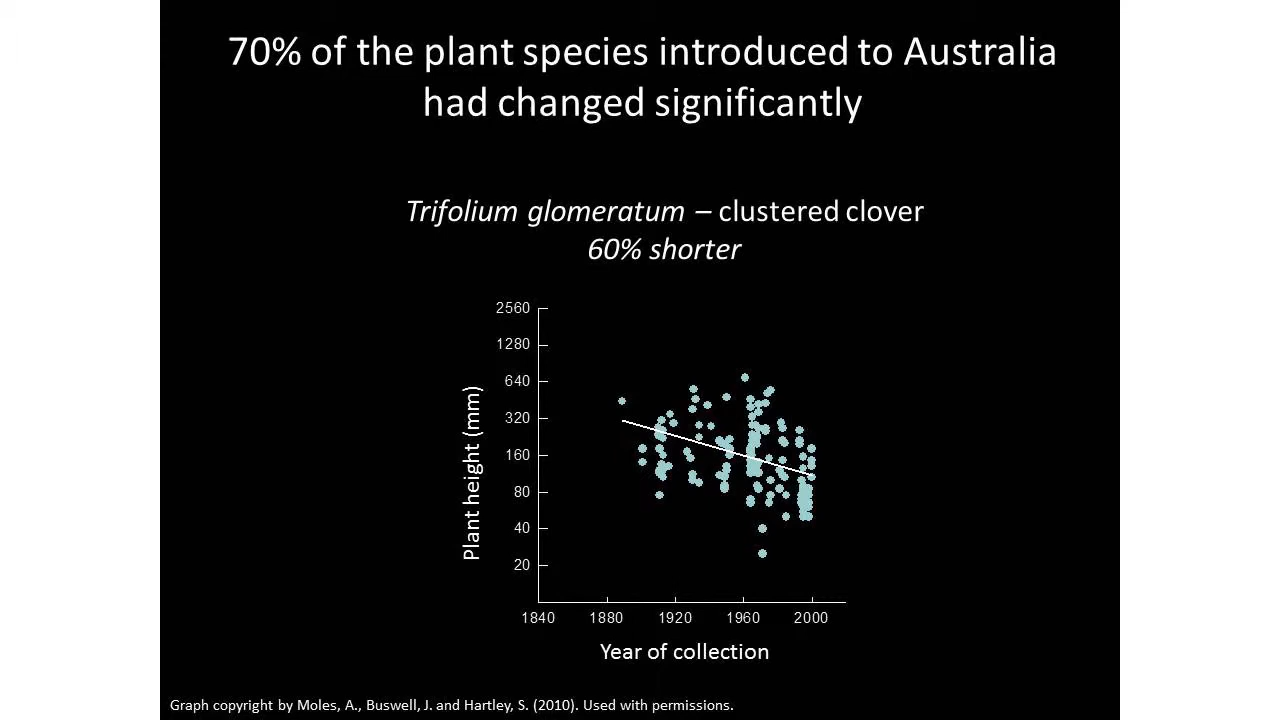 70% of the plant species introduced to Australia
had changed significantly
Trifolium glomeratum – clustered clover
60% shorter
2560
1280
640
320
160
80
40
20
Plant height (mm)
1840 1880 1920 1960 2000
Year of collection
Graph copyright by Moles, A., Buswell, J. and Hartley, S. (2010). Used with permissions.